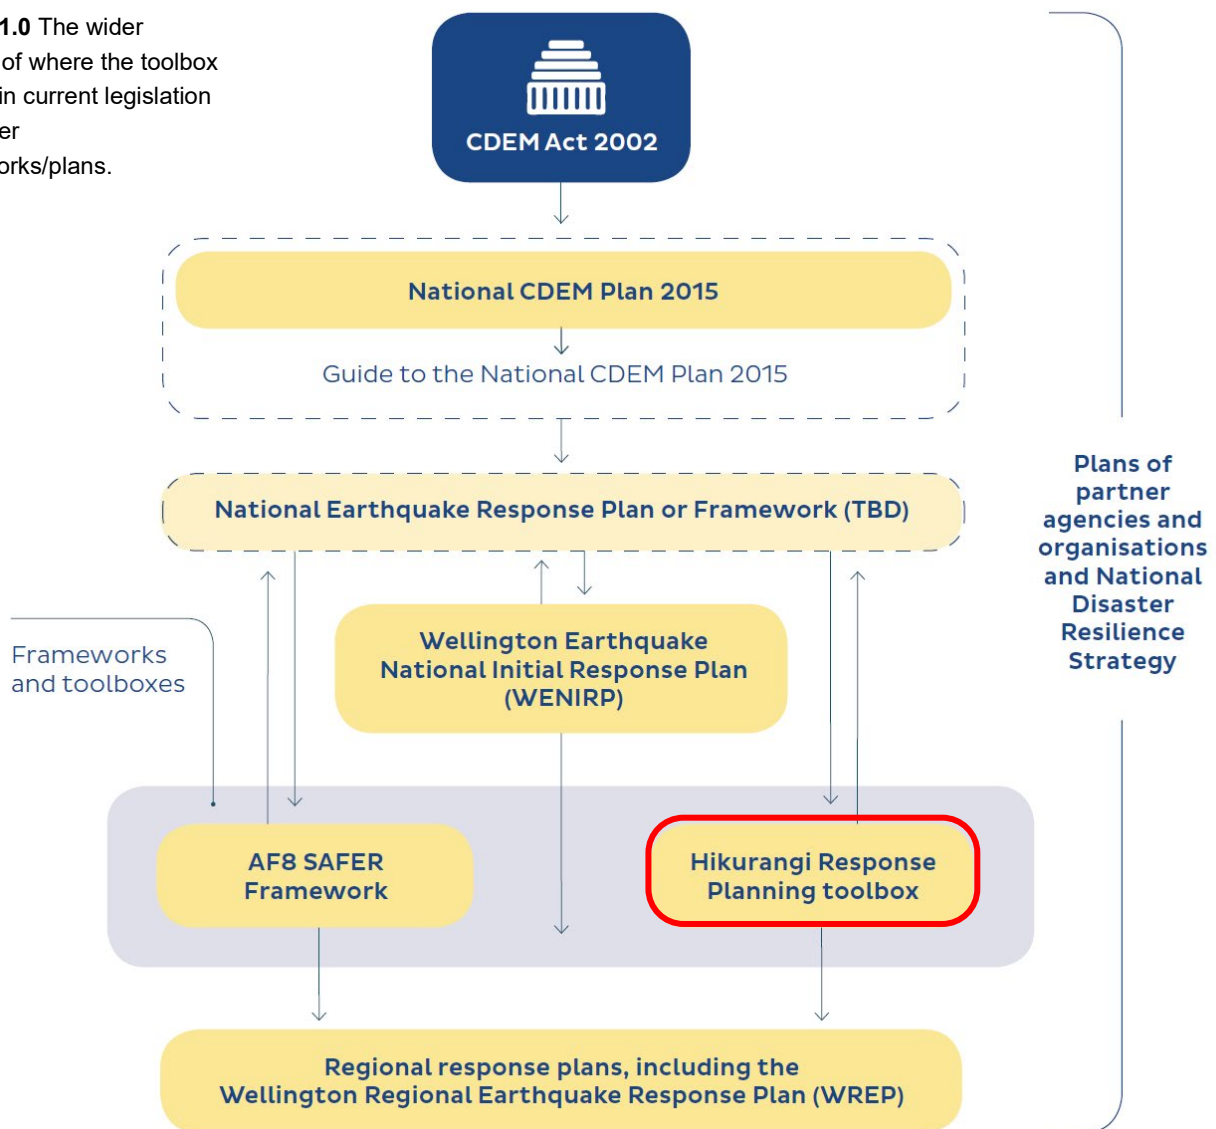 1.0 The wider
of where the toolbox
in current legislation
er
orks/plans.
CDEM Act 2002
National CDEM Plan 2015
Guide to the National CDEM Plan 2015
National Earthquake Response Plan or Framework (TBD)
Wellington Earthquake
National Initial Response Plan
(WENIRP)
Frameworks
and toolboxes
AF8 SAFER
Framework
Hikurangi Response
Planning toolbox
Regional response plans, including the
Wellington Regional Earthquake Response Plan (WREP)
Plans of
partner
agencies and
organisations
and National
Disaster
Resilience
Strategy